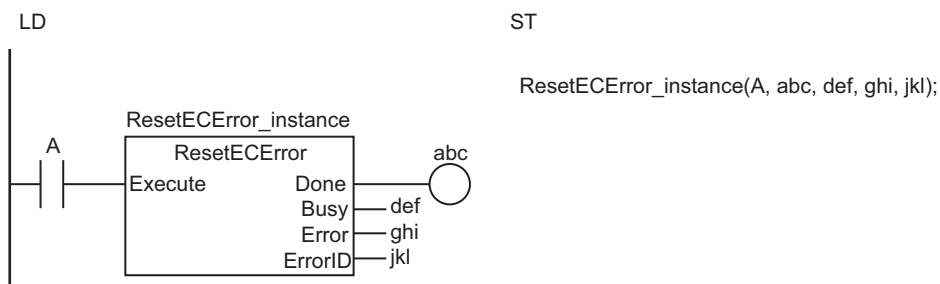 LD
ST
ResetECError_instance(A, abc, def, ghi, jkl);
ResetECError_instance
A
ResetECError
abc
Execute
Done
Busy
def
Error
ghi
ErrorID
jkl